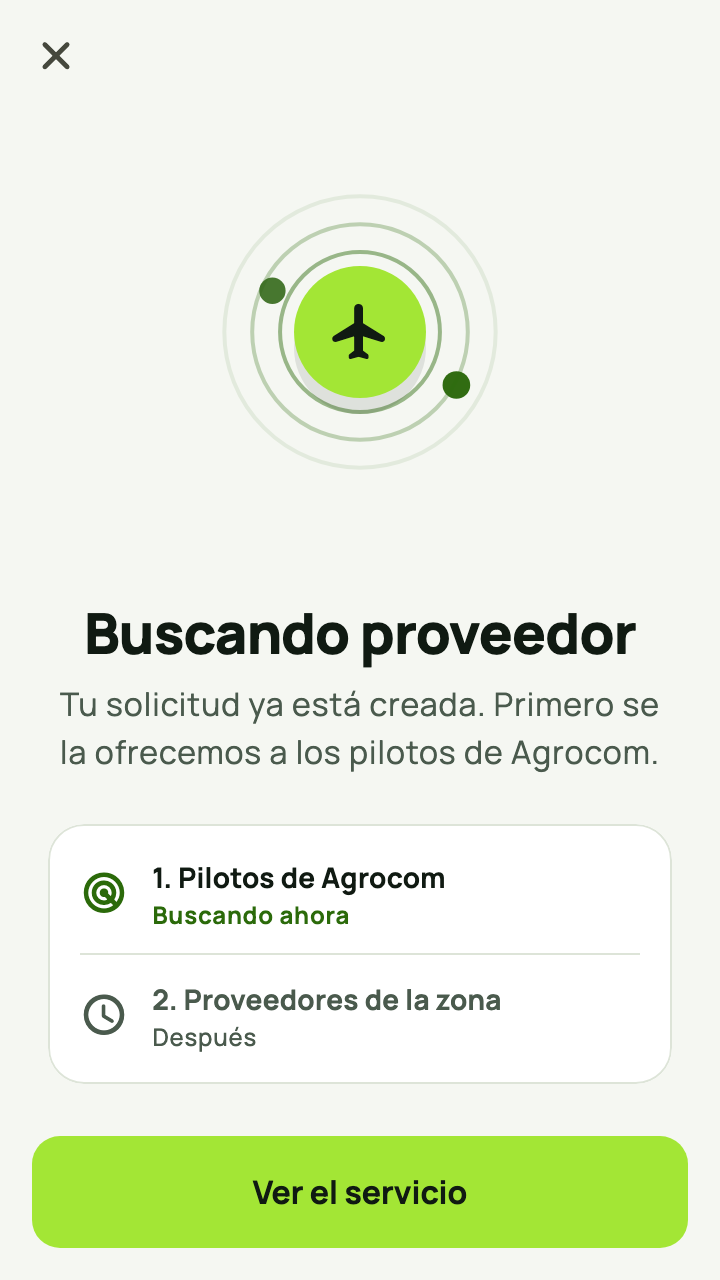 Buscando proveedor
Tu solicitud ya está creada. Primero se
la ofrecemos a los pilotos de Agrocom.
1. Pilotos de Agrocom
Buscando ahora
2. Proveedores de la zona
Después
Ver el servicio